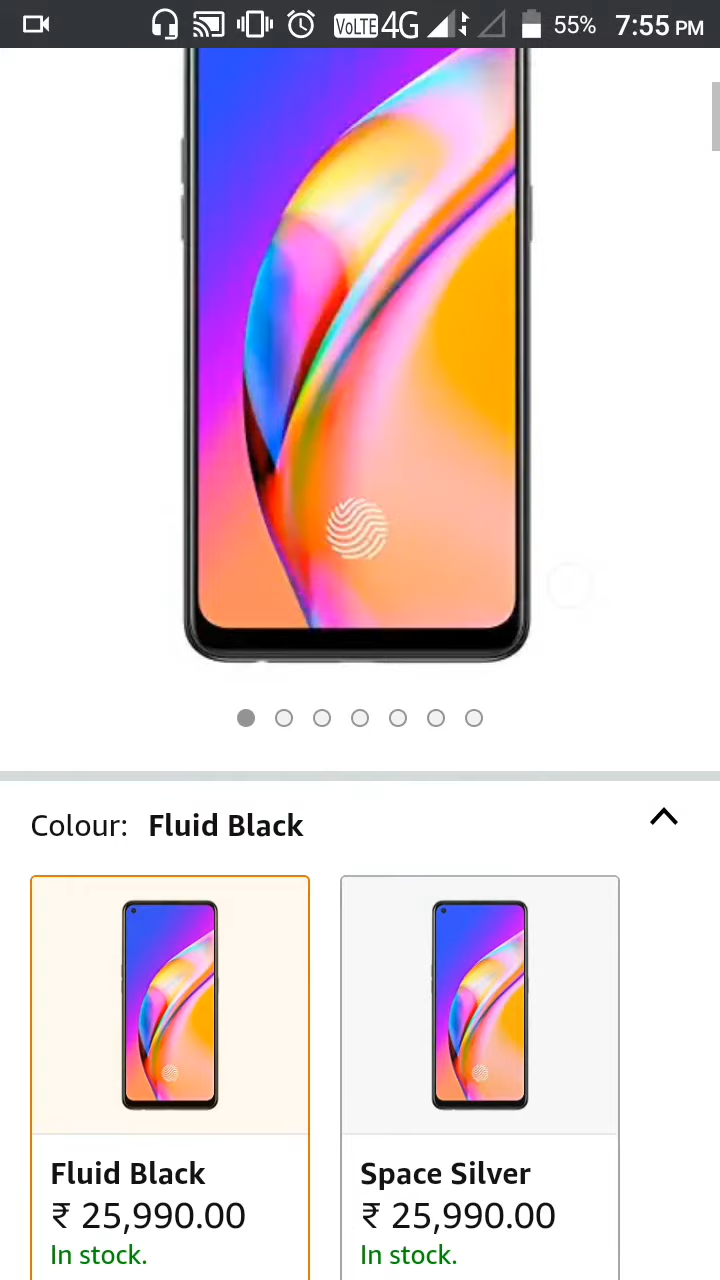 VoLTE 4G 55% 7:55 PM
Colour: Fluid Black
Fluid Black
₹ 25,990.00
In stock.
Space Silver
₹ 25,990.00
In stock.